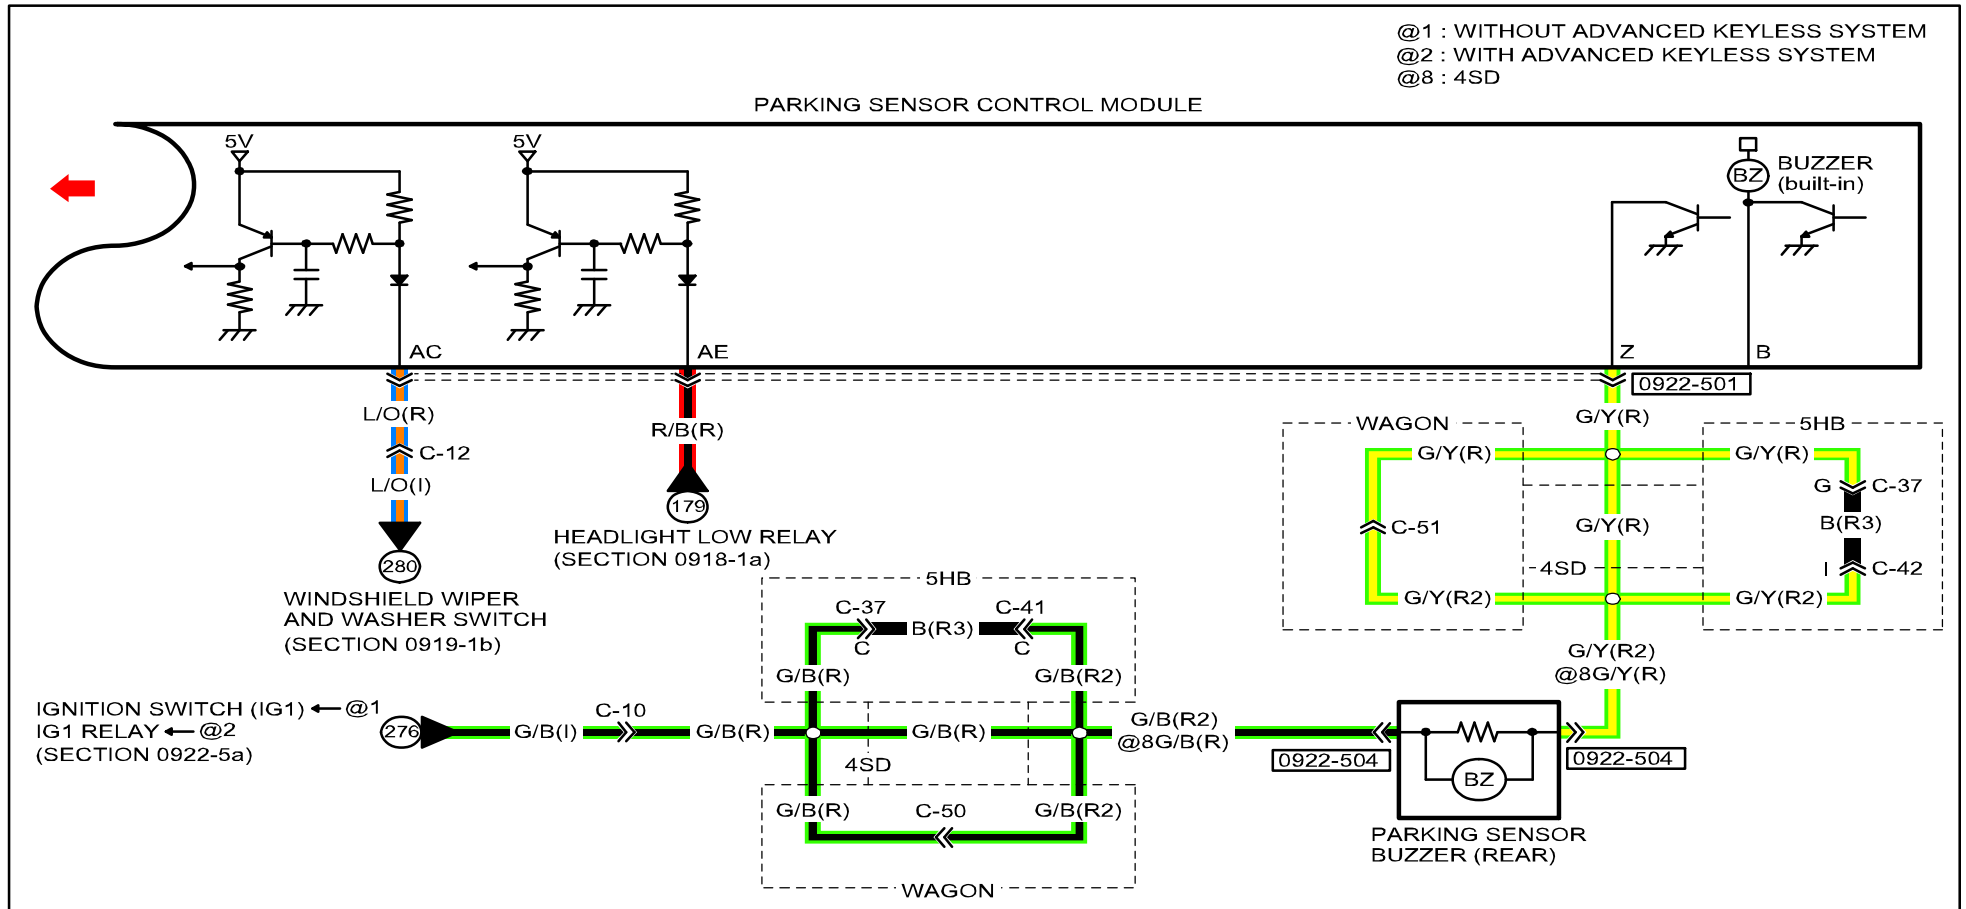 @1 : WITHOUT ADVANCED KEYLESS SYSTEM
@2 : WITH ADVANCED KEYLESS SYSTEM
@8 : 4SD
PARKING SENSOR CONTROL MODULE
5V
5V
BZ
BUZZER
(built-in)
AC
AE
Z
B
0922-501
L/O(R)
C-12
L/O(I)
280
WINDSHIELD WIPER
AND WASHER SWITCH
(SECTION 0919-1b)
R/B(R)
179
HEADLIGHT LOW RELAY
(SECTION 0918-1a)
G/Y(R)
WAGON
5HB
G/Y(R)
G/Y(R)
G
C-37
C-51
G/Y(R)
B(R3)
4SD
I
C-42
G/Y(R2)
G/Y(R2)
G/Y(R2)
@8G/Y(R)
5HB
C-37
C-41
B(R3)
C
C
G/B(R)
G/B(R2)
IGNITION SWITCH (IG1)
@1
IG1 RELAY
@2
(SECTION 0922-5a)
276
G/B(I)
C-10
G/B(R)
G/B(R)
G/B(R2)
@8G/B(R)
4SD
G/B(R)
C-50
G/B(R2)
WAGON
0922-504
0922-504
BZ
PARKING SENSOR
BUZZER (REAR)